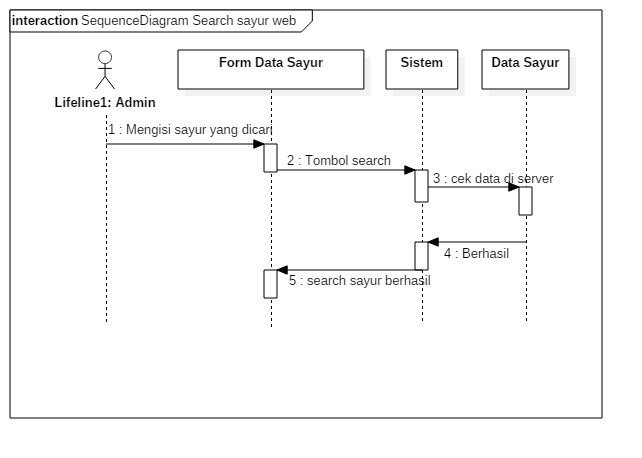 interaction SequenceDiagram Search sayur web
Form Data Sayur
Sistem
Data Sayur
Lifeline1: Admin
1 : Mengisi sayur yang dicari
2 : Tombol search
3 : cek data di server
4 : Berhasil
5 : search sayur berhasil